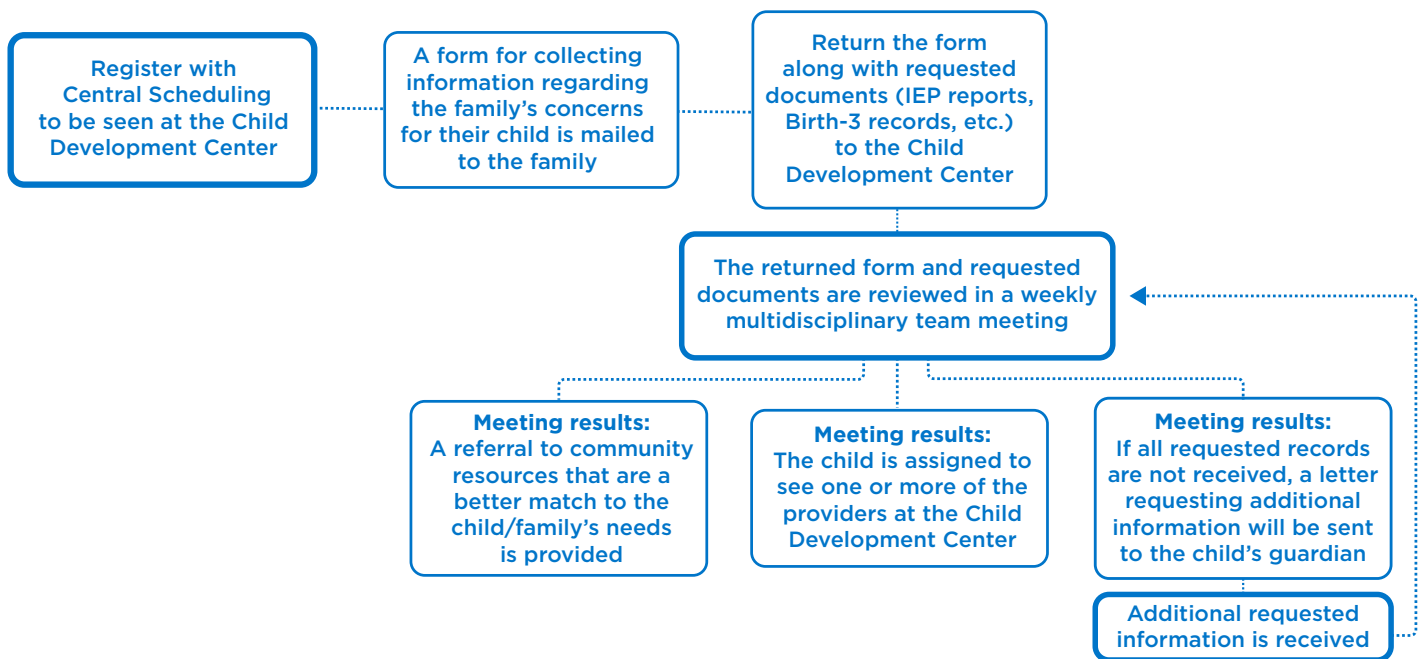 Register with
Central Scheduling
to be seen at the Child
Development Center
A form for collecting
information regarding
the family’s concerns
for their child is mailed
to the family
Return the form
along with requested
documents (IEP reports,
Birth-3 records, etc.)
to the Child
Development Center
The returned form and requested
documents are reviewed in a weekly
multidisciplinary team meeting
Meeting results:
A referral to community
resources that are a
better match to the
child/family’s needs
is provided
Meeting results:
The child is assigned to
see one or more of the
providers at the Child
Development Center
Meeting results:
If all requested records
are not received, a letter
requesting additional
information will be sent
to the child’s guardian
Additional requested
information is received